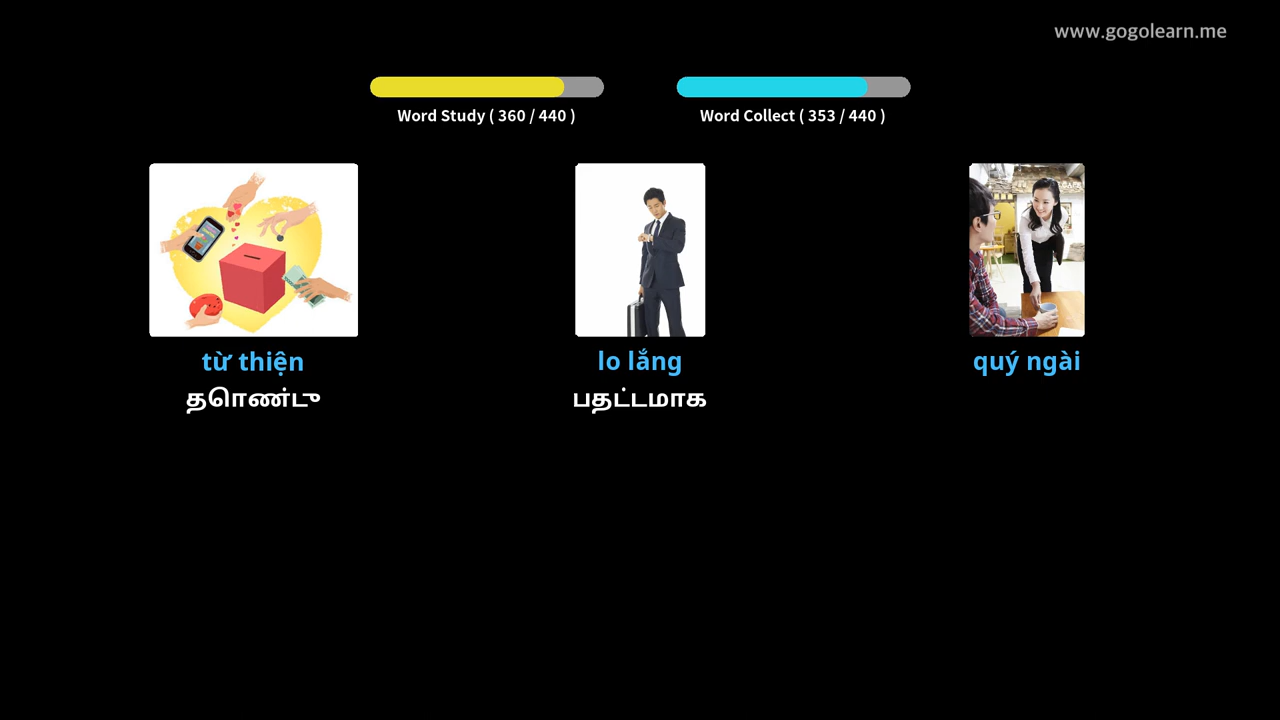 www.gogolearn.me
Word Study ( 360 / 440 )
Word Collect ( 353 / 440 )
từ thiện
தொண்டு
lo lắng
பதட்டமாக
quý ngài